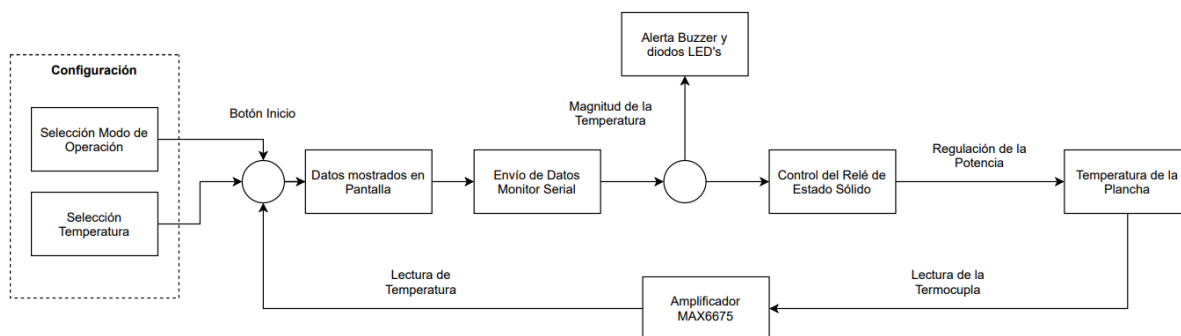 Alerta Buzzer y
diodos LED's
Configuración
Selección Modo de
Operación
Selección
Temperatura
Botón Inicio
Datos mostrados en
Pantalla
Envío de Datos
Monitor Serial
Magnitud de la
Temperatura
Control del Relé de
Estado Sólido
Regulación de la
Potencia
Temperatura de la
Plancha
Lectura de
Temperatura
Amplificador
MAX6675
Lectura de la
Termocupla